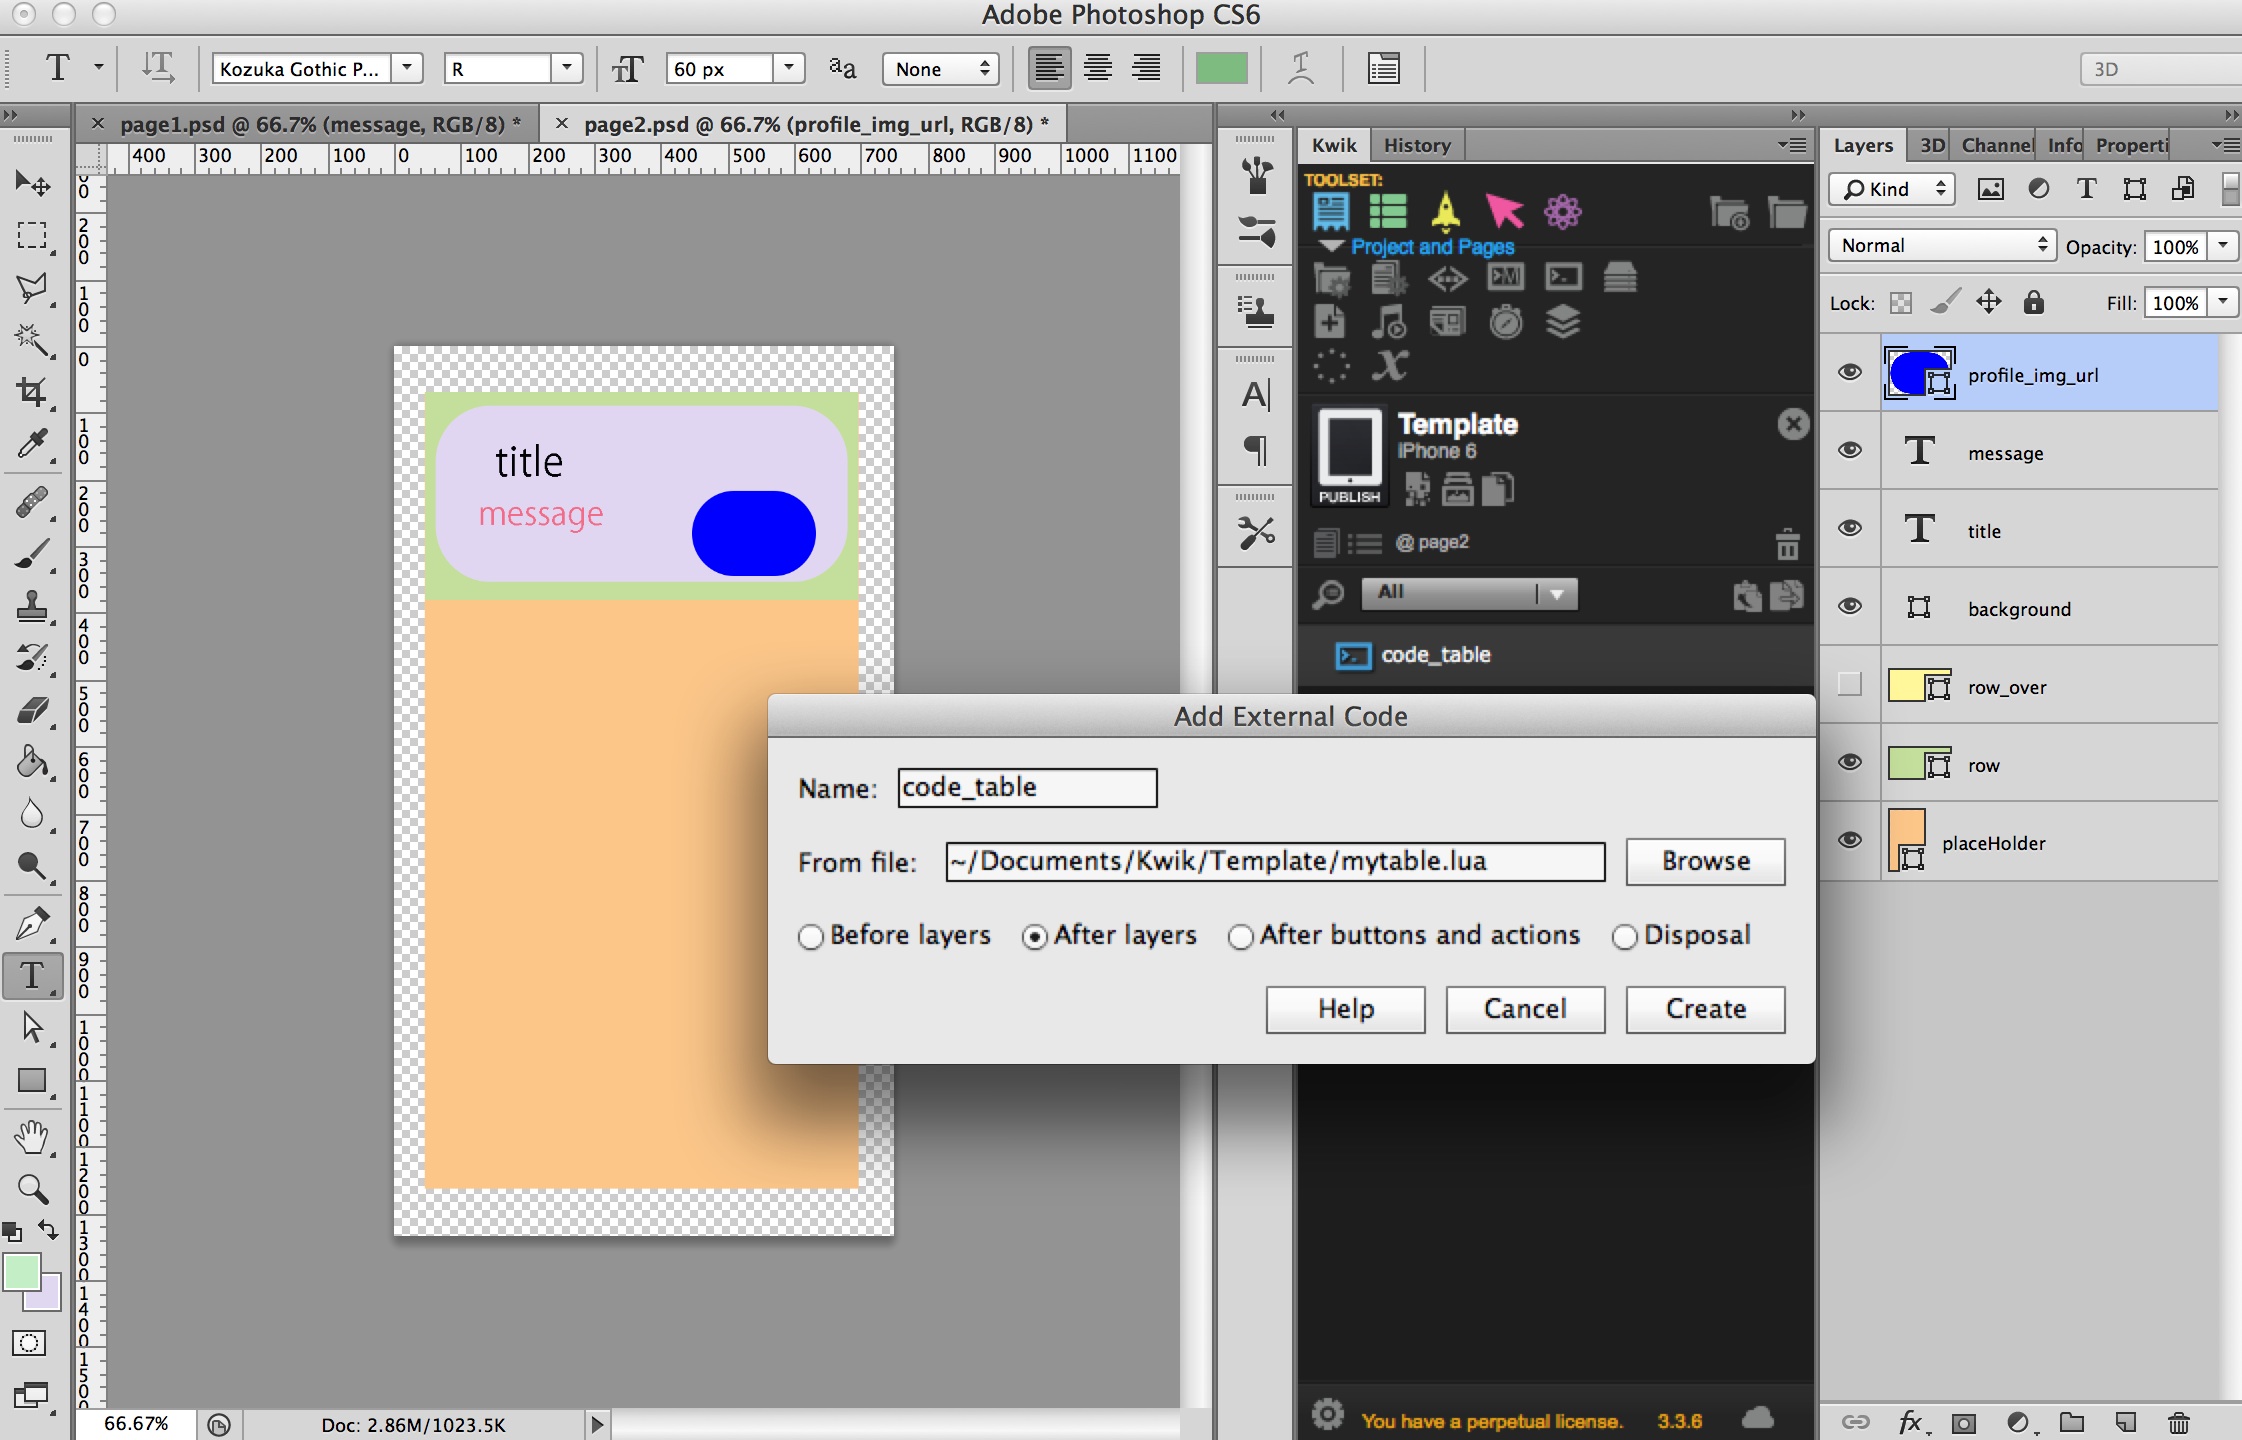 Adobe Photoshop CS6
T Kozuka Gothic P... R 60 px aa None 3D
page1.psd @ 66.7% (message, RGB/8) * page2.psd @ 66.7% (profile_img_url, RGB/8) *
400 300 200 100 0 100 200 300 400 500 600 700 800 900 1000 1100
Kwik History
Layers 3D Channel Info Properti
TOOLSET:
Kind
Project and Pages
Normal Opacity: 100%
Lock: Fill: 100%
Template
iPhone 6
PUBLISH
@ page2
All
code_table
profile_img_url
message
title
background
row_over
row
placeHolder
title
message
Add External Code
Name: code_table
From file: ~/Documents/Kwik/Template/mytable.lua Browse
Before layers After layers After buttons and actions Disposal
Help Cancel Create
You have a perpetual license. 3.3.6
66.67% Doc: 2.86M/1023.5K
fx